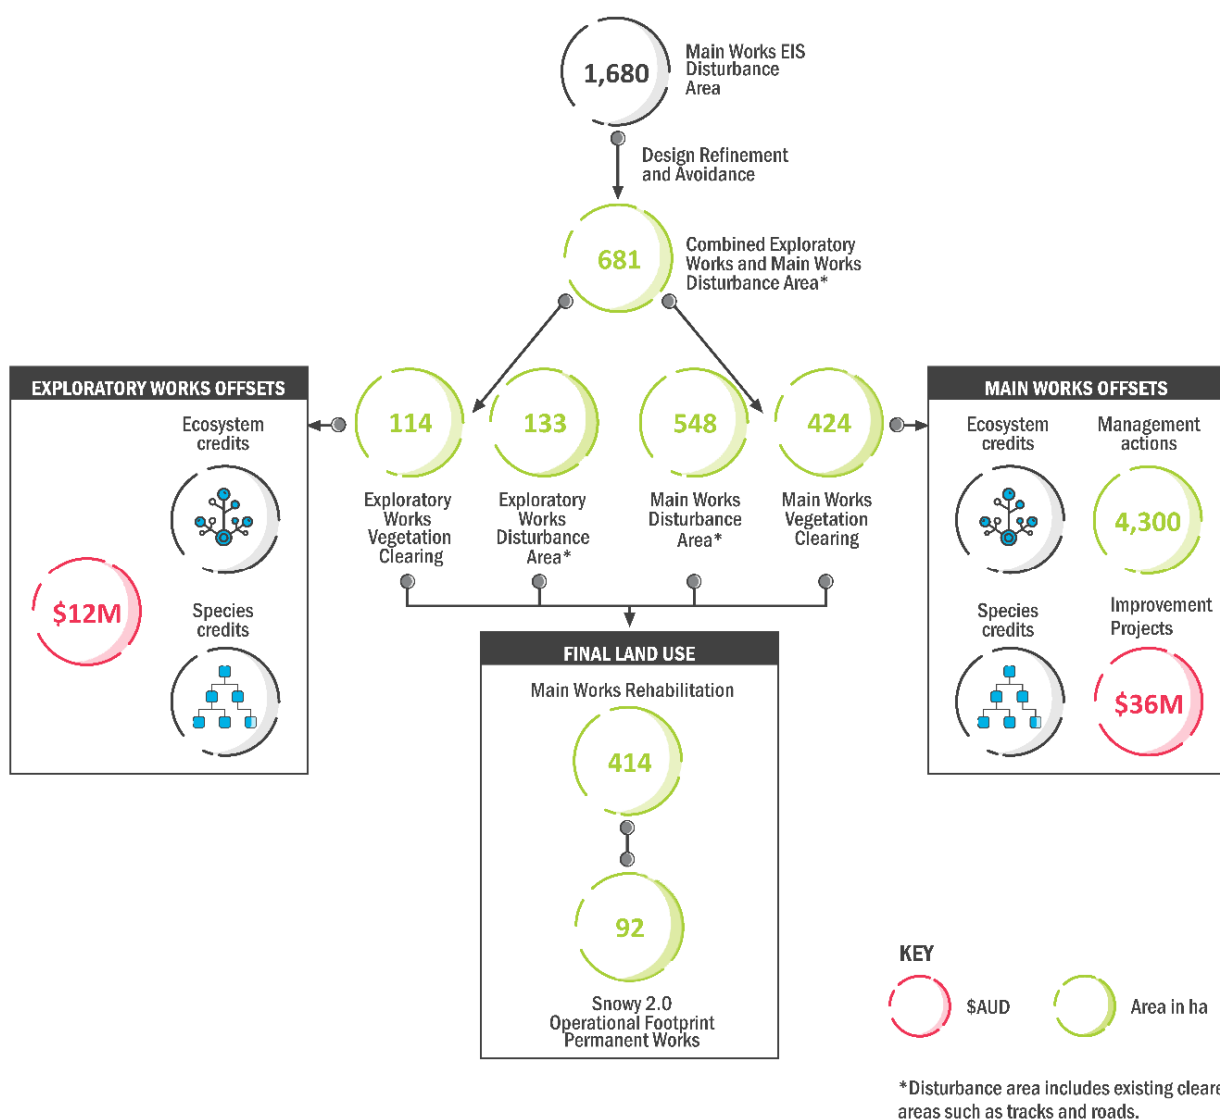 1,680
Main Works EIS
Disturbance
Area
Design Refinement
and Avoidance
681
Combined Exploratory
Works and Main Works
Disturbance Area*
EXPLORATORY WORKS OFFSETS
Ecosystem
credits
$12M
Species
credits
114
Exploratory
Works
Vegetation
Clearing
133
Exploratory
Works
Disturbance
Area*
548
Main Works
Disturbance
Area*
424
Main Works
Vegetation
Clearing
MAIN WORKS OFFSETS
Ecosystem
credits
Management
actions
4,300
Species
credits
Improvement
Projects
$36M
FINAL LAND USE
Main Works Rehabilitation
414
92
Snowy 2.0
Operational Footprint
Permanent Works
KEY
$AUD
Area in ha
*Disturbance area includes existing cleare
areas such as tracks and roads.